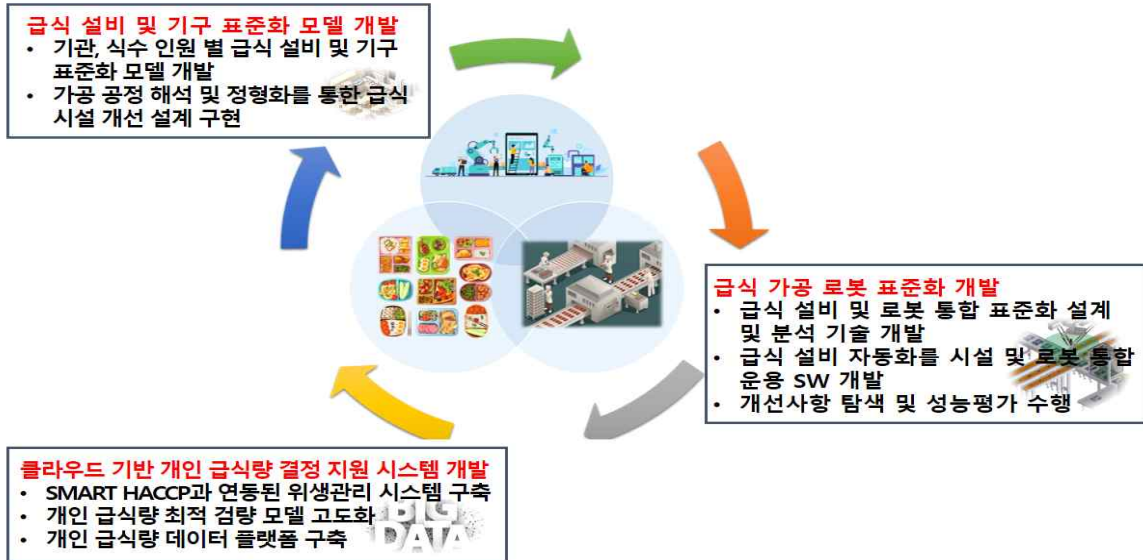 급식 설비 및 기구 표준화 모델 개발
• 기관, 식수 인원 별 급식 설비 및 기구
표준화 모델 개발
• 가공 공정 해석 및 정형화를 통한 급식
시설 개선 설계 구현
급식 가공 로봇 표준화 개발
• 급식 설비 및 로봇 통합 표준화 설계
및 분석 기술 개발
• 급식 설비 자동화를 시설 및 로봇 통합
운용 SW 개발
• 개선사항 탐색 및 성능평가 수행
클라우드 기반 개인 급식량 결정 지원 시스템 개발
• SMART HACCP과 연동된 위생관리 시스템 구축
• 개인 급식량 최적 검량 모델 고도화
• 개인 급식량 데이터 플랫폼 구축
BIG
DATA